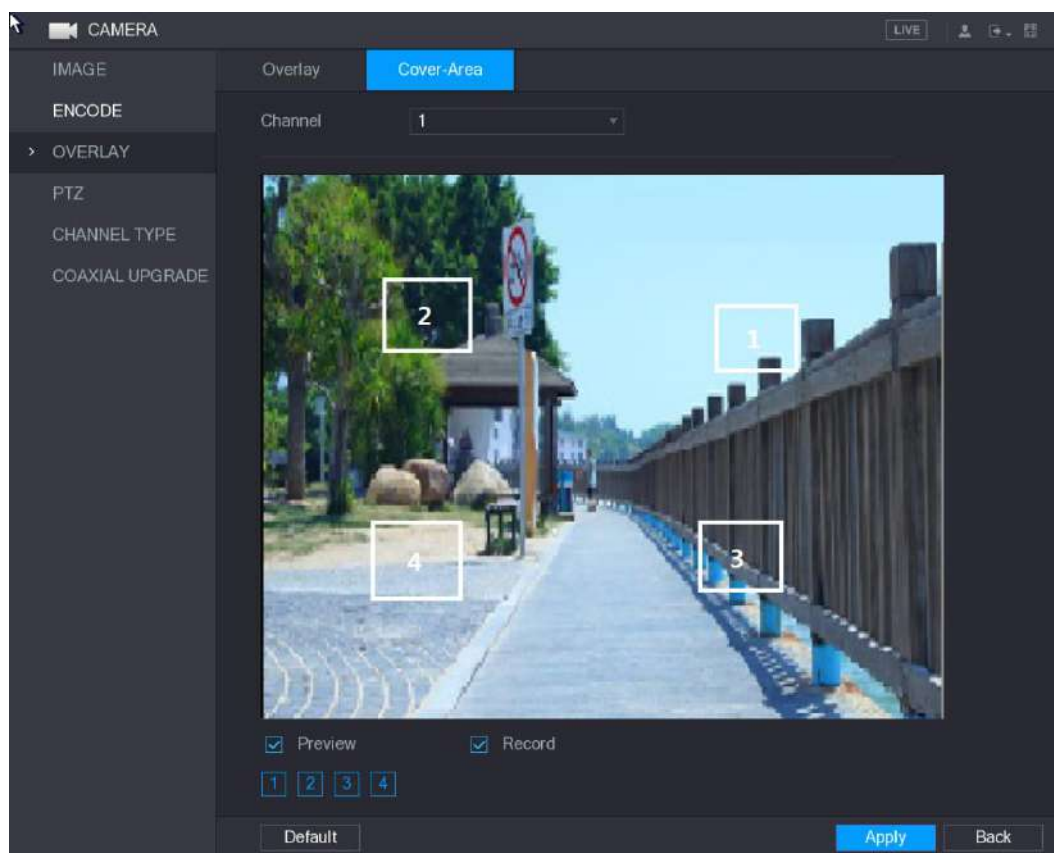 CAMERA
LIVE
IMAGE
ENCODE
OVERLAY
PTZ
CHANNEL TYPE
COAXIAL UPGRADE
Overlay
Cover-Area
Channel
1
2
1
4
3
Preview
Record
1
2
3
4
Default
Apply
Back